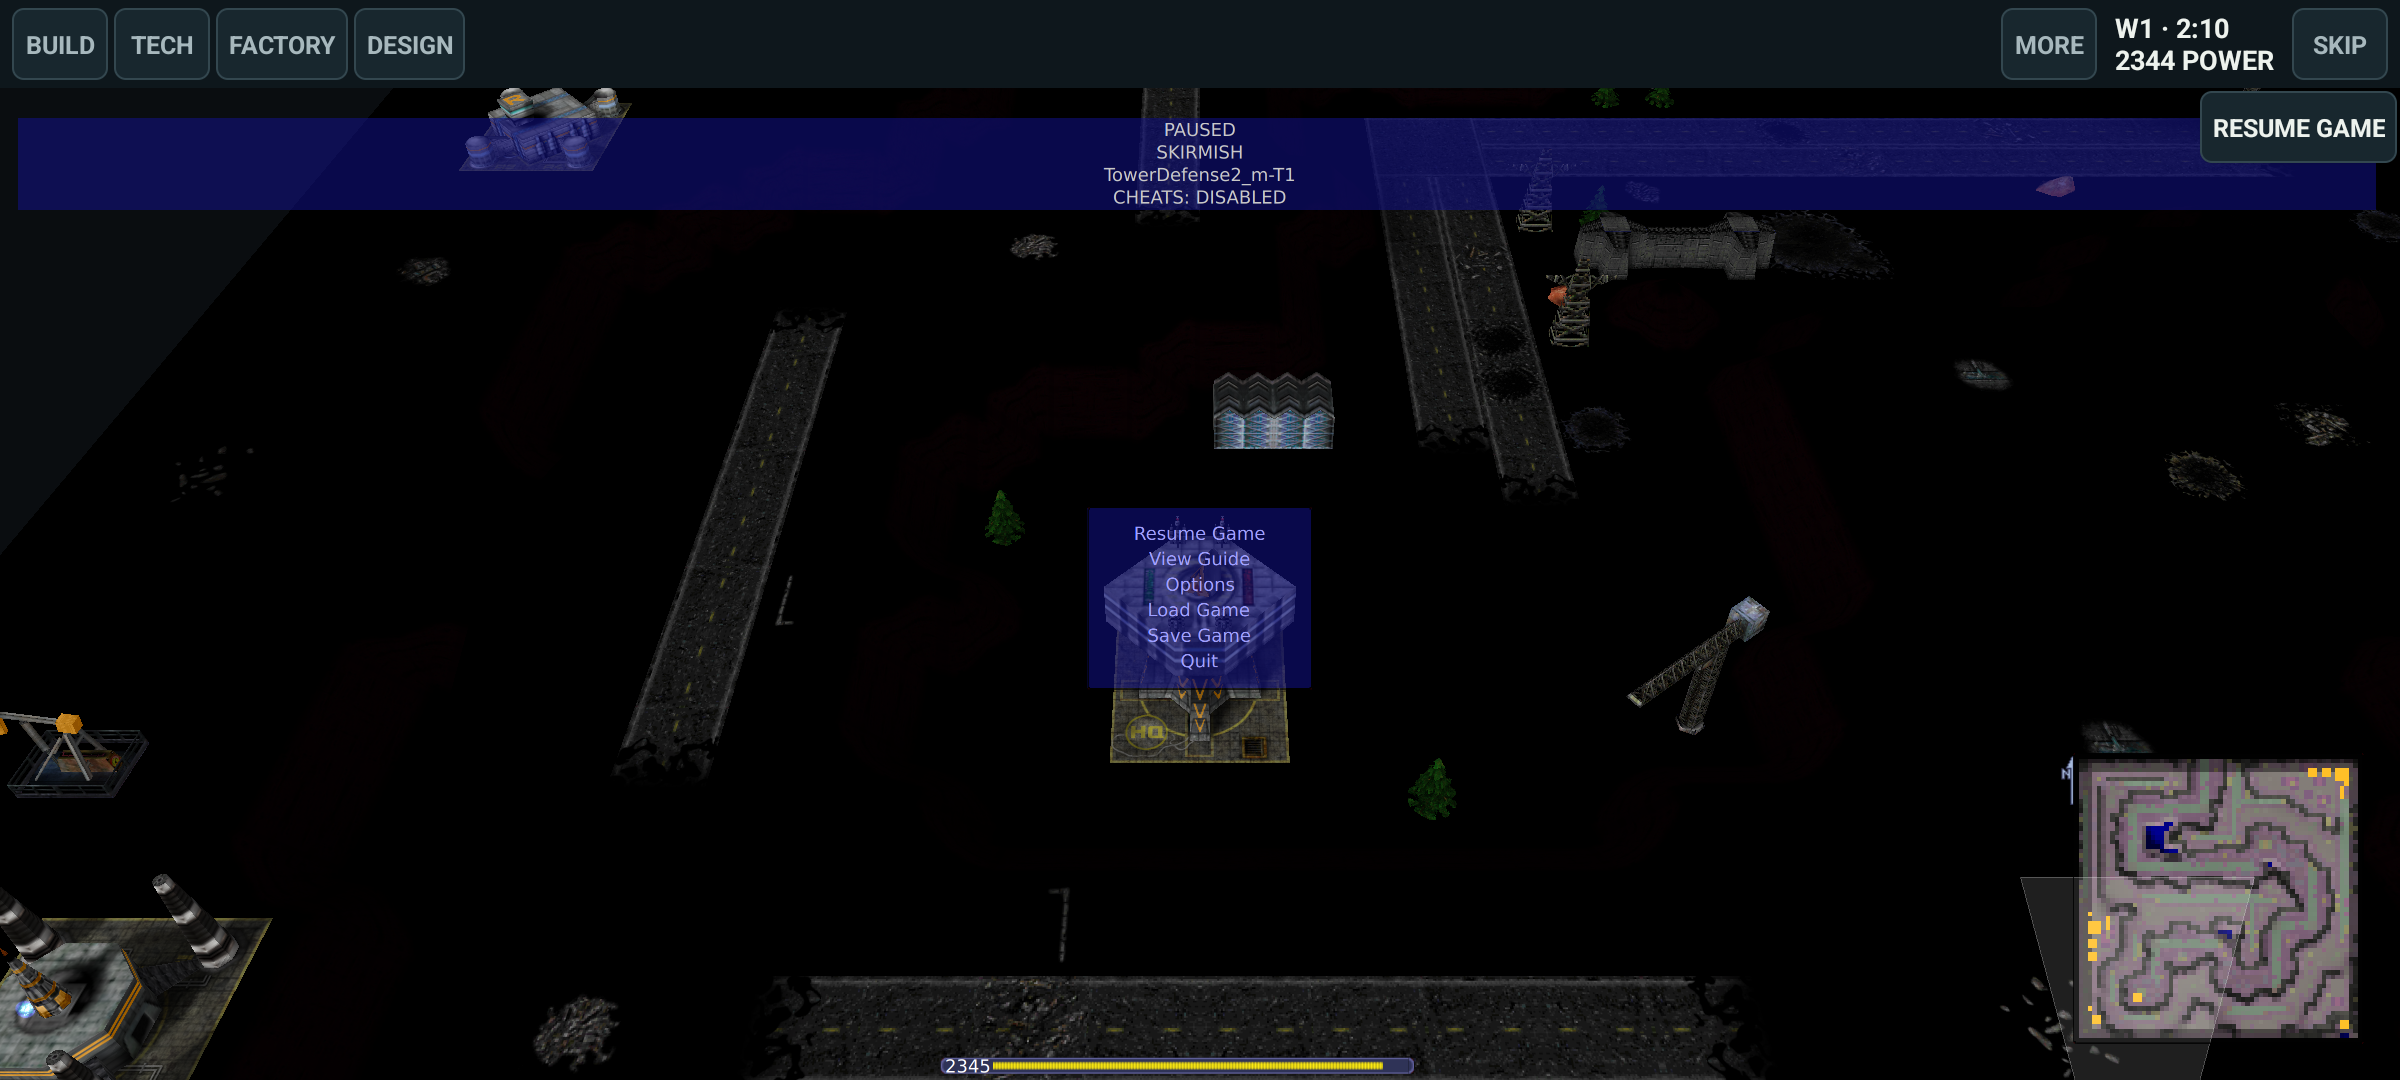 BUILD TECH FACTORY DESIGN MORE W1 · 2:10 SKIP
2344 POWER
RESUME GAME
PAUSED
SKIRMISH
TowerDefense2_m-T1
CHEATS: DISABLED
Resume Game
View Guide
Options
Load Game
Save Game
Quit
HQ
N
2345